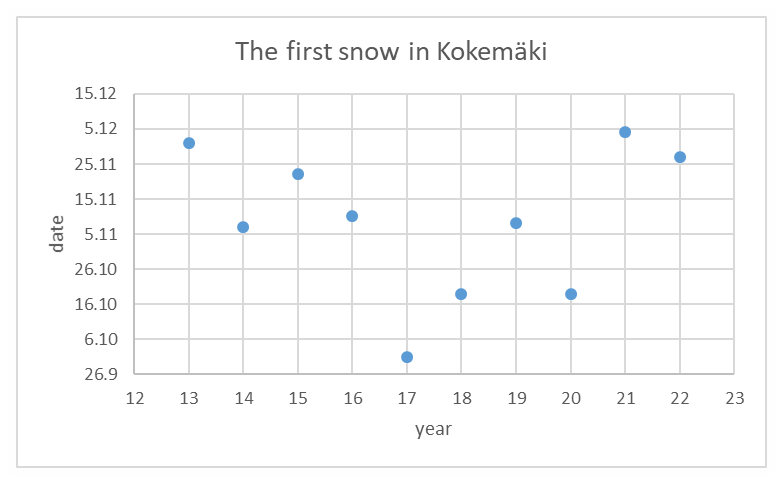 The first snow in Kokemäki
15.12
5.12
25.11
15.11
5.11
26.10
16.10
6.10
26.9
date
12 13 14 15 16 17 18 19 20 21 22 23
year